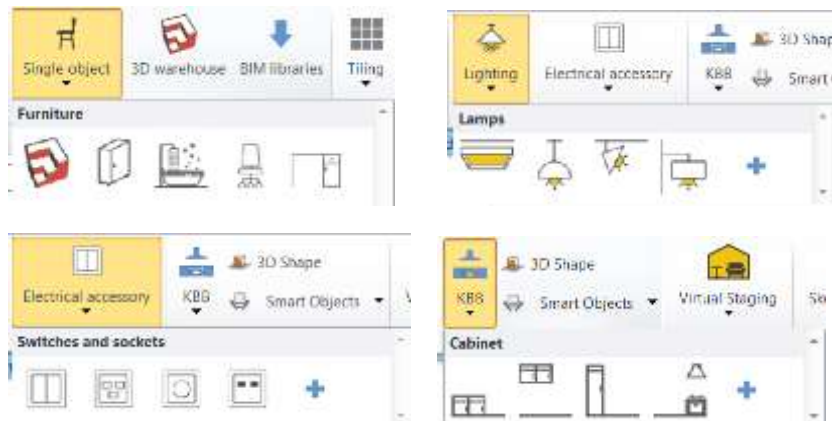 Single object 3D warehouse BIM libraries Tiling
Furniture
Lighting Electrical accessory KBB 3D Shap
Smart
Lamps
Electrical accessory KBB 3D Shape
Smart Objects
Switches and sockets
KBB 3D Shape
Smart Objects Virtual Staging
Cabinet